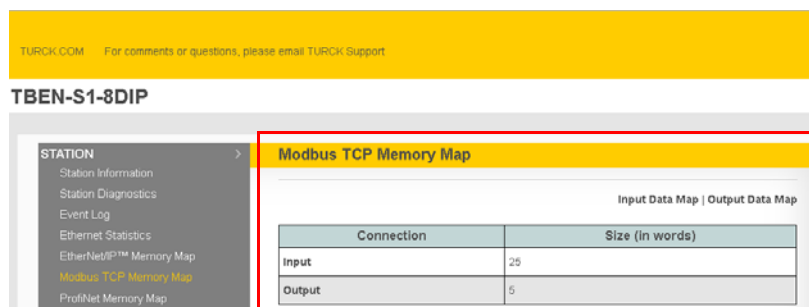 TURCK.COM For comments or questions, please email TURCK Support
TBEN-S1-8DIP
STATION >
Station Information
Station Diagnostics
Event Log
Ethernet Statistics
EtherNet/IP™ Memory Map
Modbus TCP Memory Map
ProfiNet Memory Map
Modbus TCP Memory Map
Input Data Map | Output Data Map
Connection Size (in words)
Input 25
Output 5